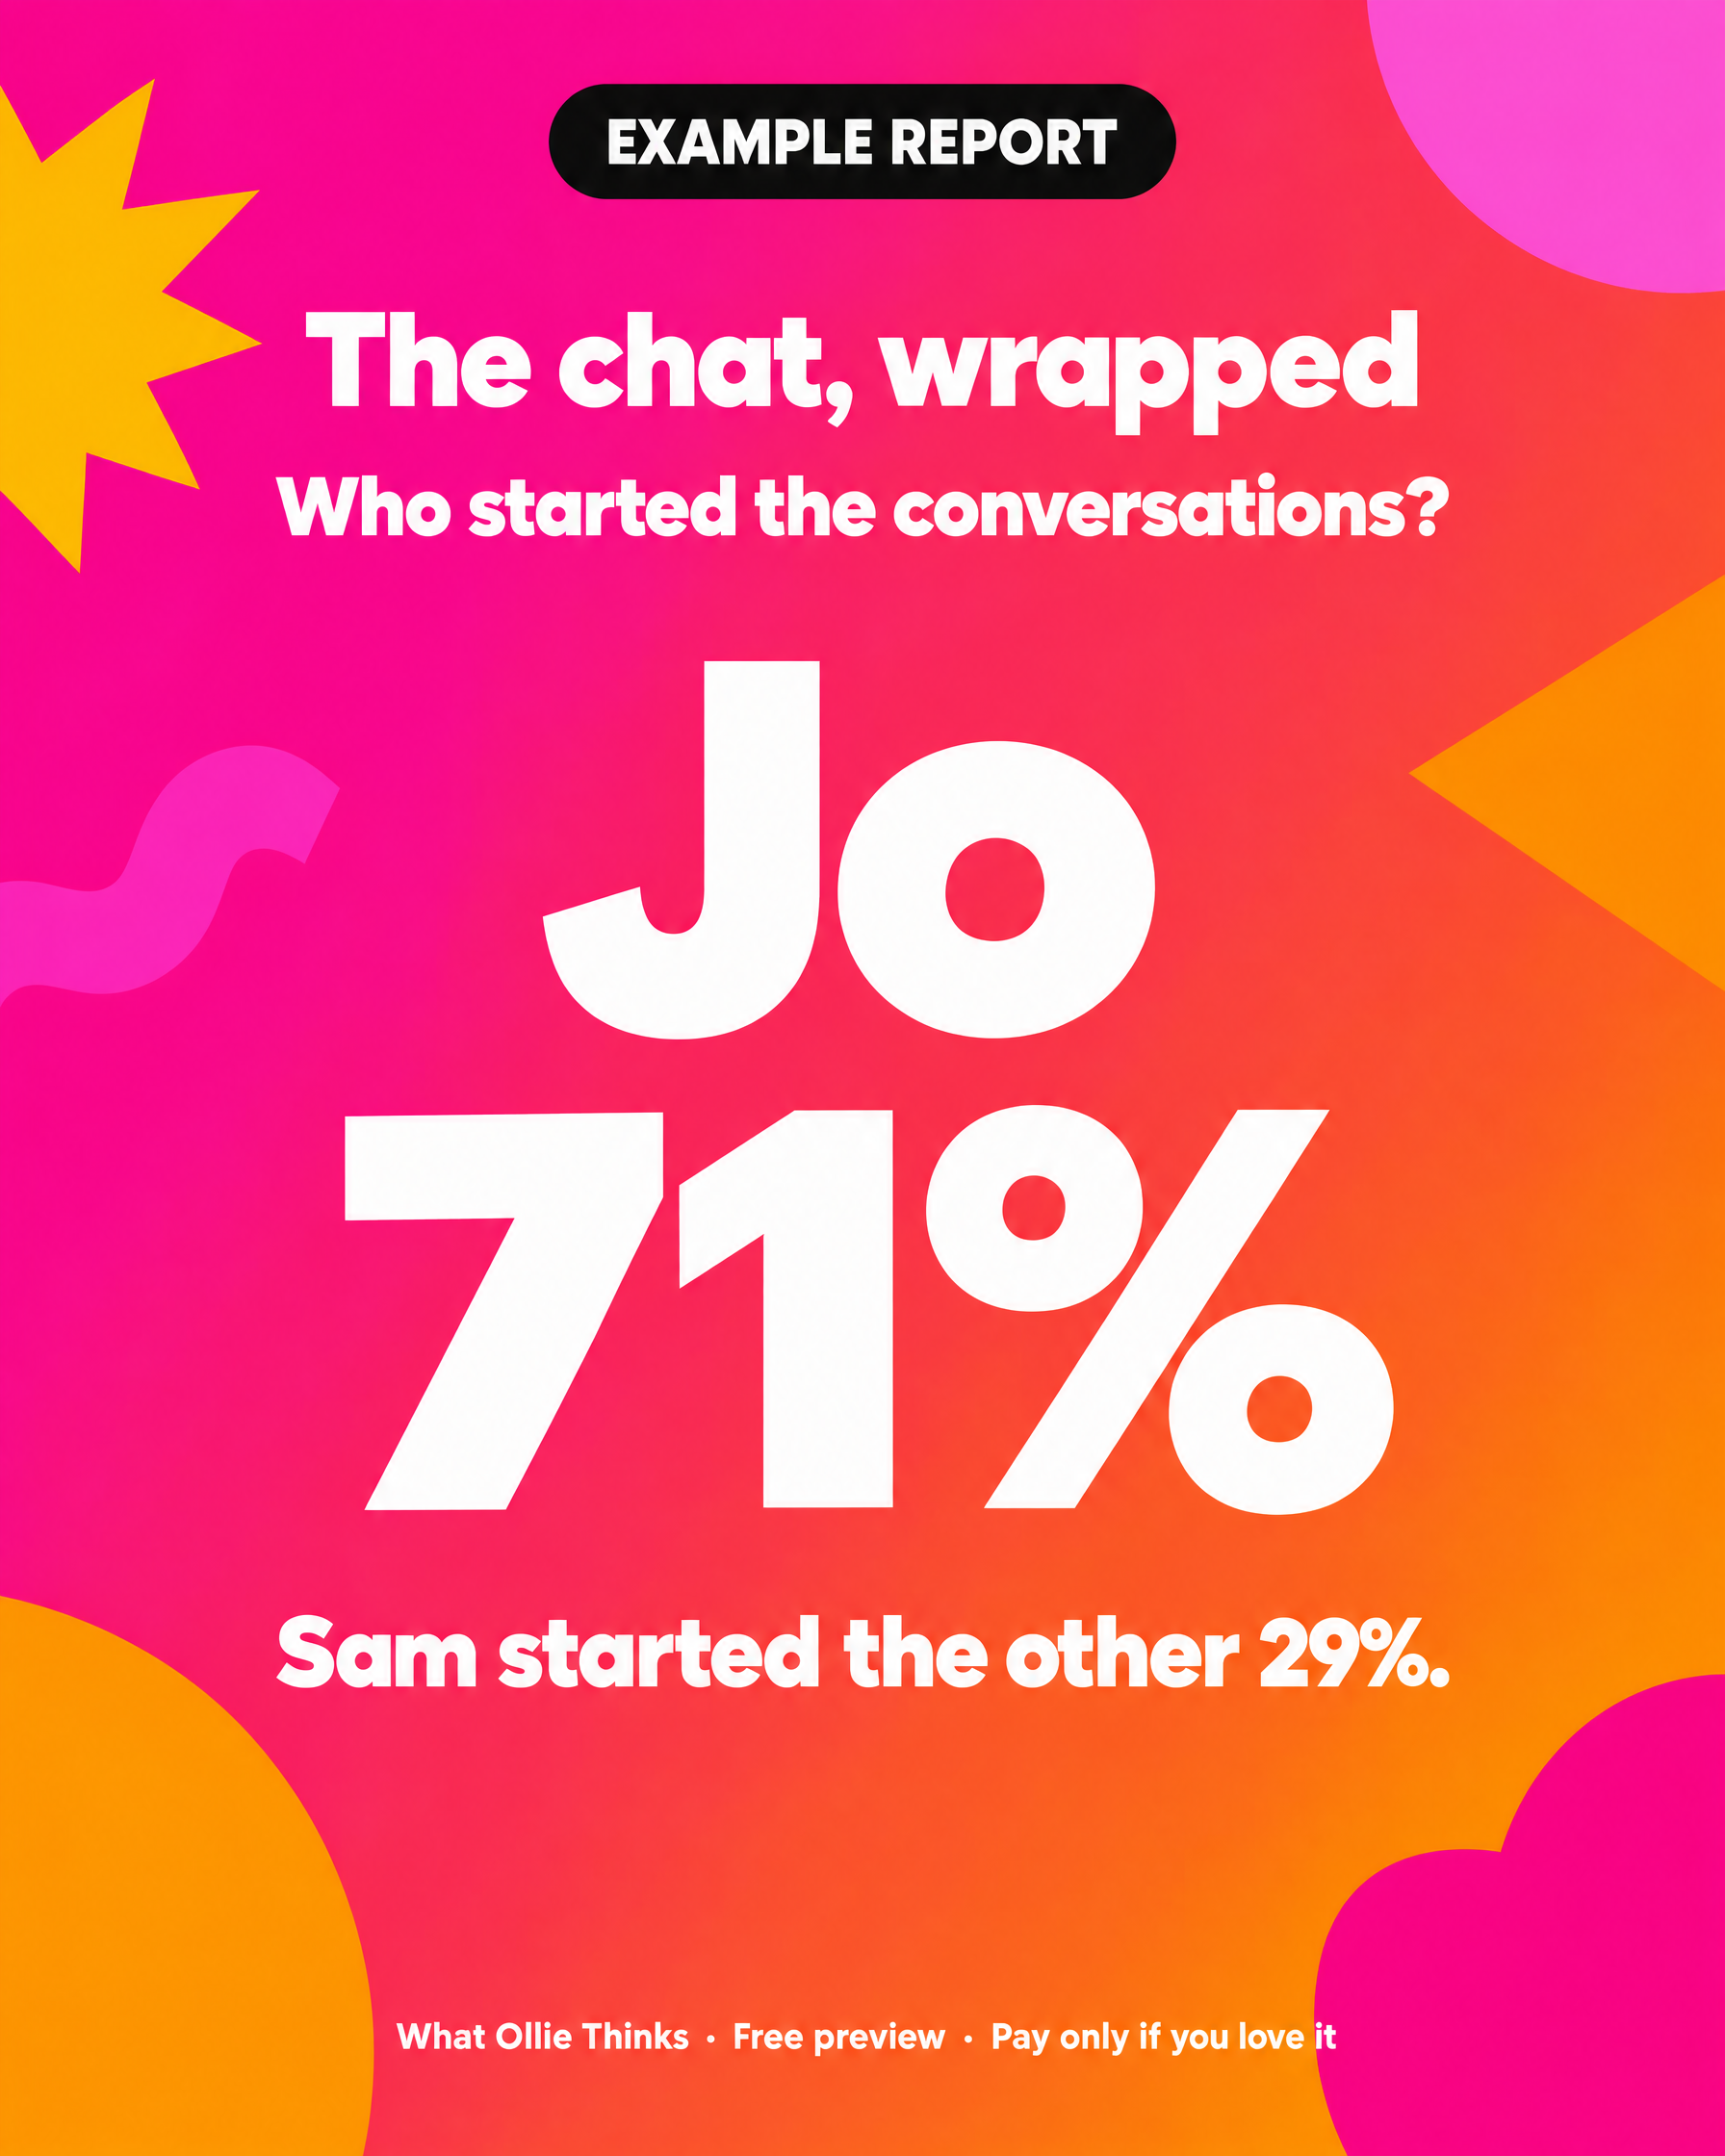 EXAMPLE REPORT
The chat, wrapped
Who started the conversations?
Jo
71%
Sam started the other 29%.
What Ollie Thinks • Free preview • Pay only if you love it